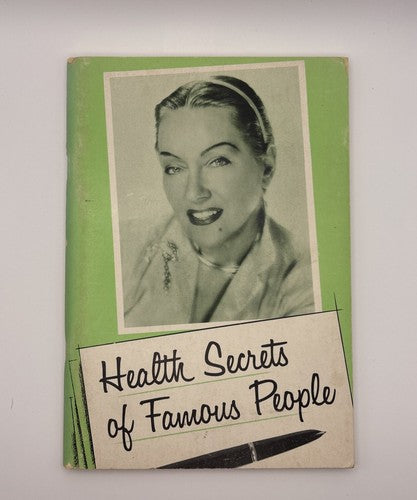 Health Secrets
of Famous People